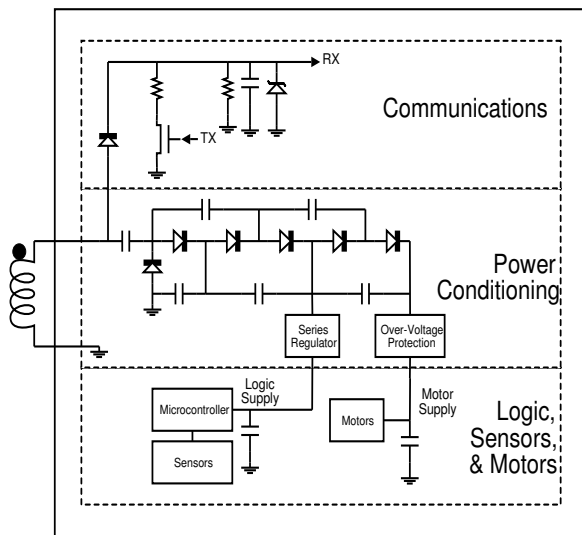 RX
Communications
TX
Power
Conditioning
Series
Regulator
Over-Voltage
Protection
Logic
Supply
Motor
Supply
Microcontroller
Motors
Sensors
Logic,
Sensors,
& Motors